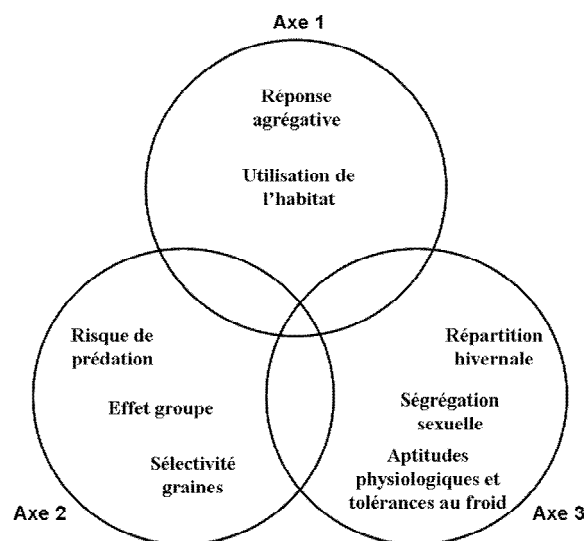 Axe 1
Réponse
agrégative
Utilisation de
l'habitat
Risque de
prédation
Effet groupe
Sélectivité
graines
Axe 2
Répartition
hivernale
Ségrégation
sexuelle
Aptitudes
physiologiques et
tolérances au froid
Axe 3